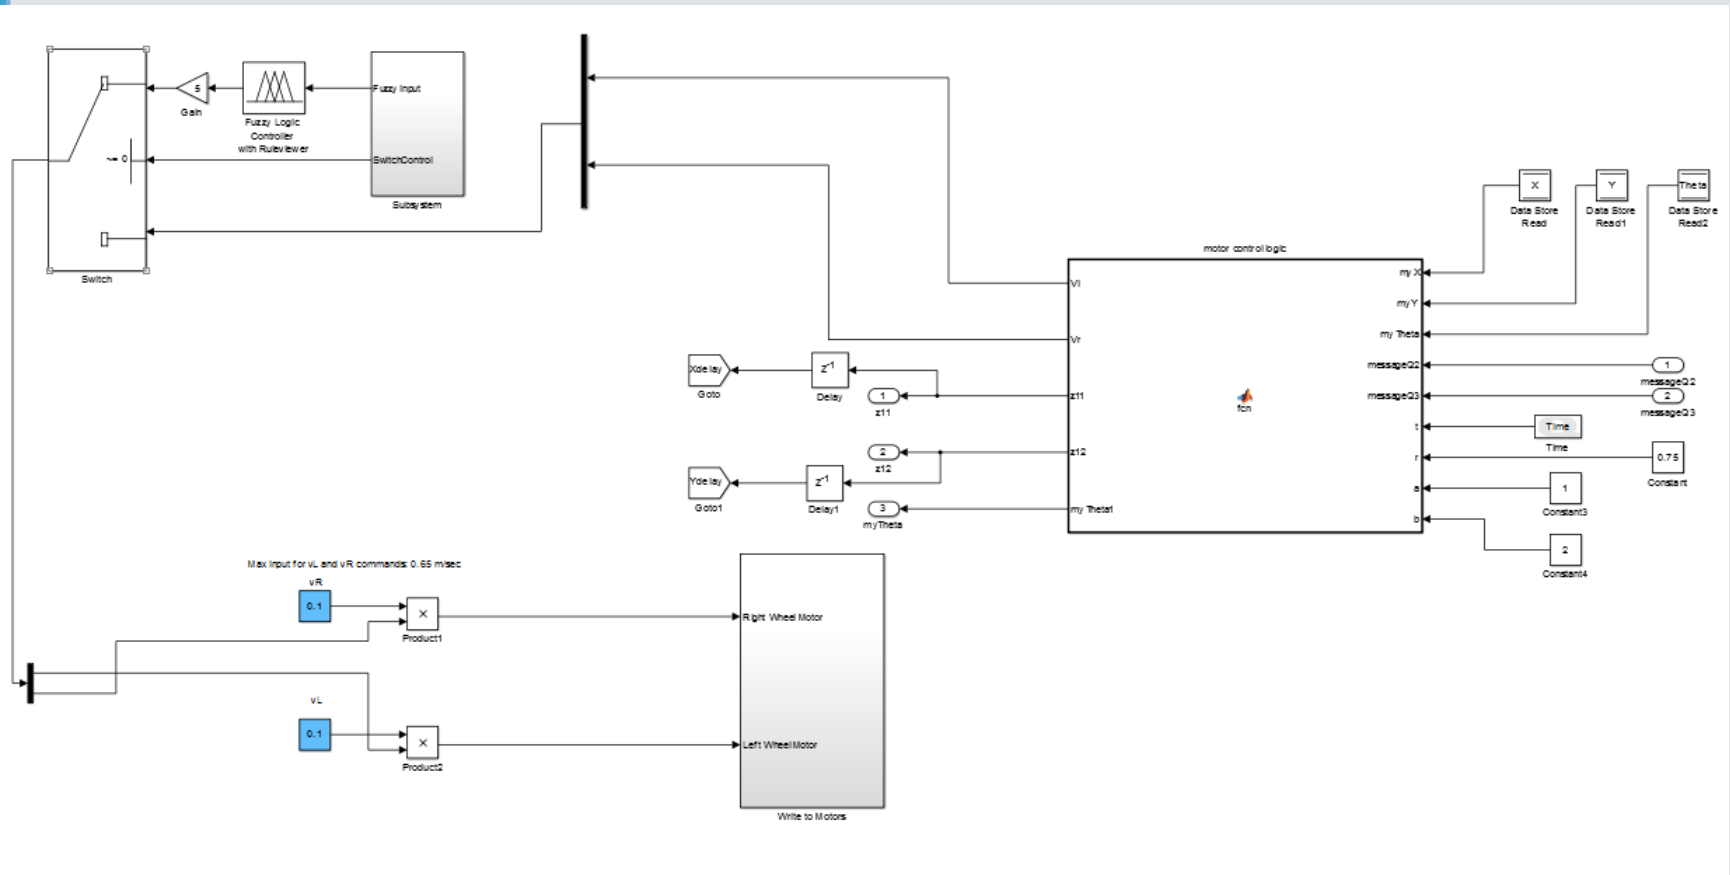 5
Gain
Fuzzy Logic
Controller
with Ruleviewer
Fuzzy Input
SwitchControl
Subsystem
~= 0
Switch
X
Data Store
Read
Y
Data Store
Read1
Theta
Data Store
Read2
motor control logic
Vl
Vr
z11
z12
my Theta1
fcn
my X
my Y
my Theta
messageQ2
messageQ3
t
r
a
b
1
messageQ2
2
messageQ3
Time
Time
0.75
Constant
1
Constant3
2
Constant4
Xdelay
Goto
z-1
Delay
1
z11
2
z12
Ydelay
Goto1
z-1
Delay1
3
myTheta
Max input for vL and vR commands: 0.65 m/sec
vR
0.1
×
Product1
vL
0.1
×
Product2
Right Wheel Motor
Left Wheel Motor
Write to Motors